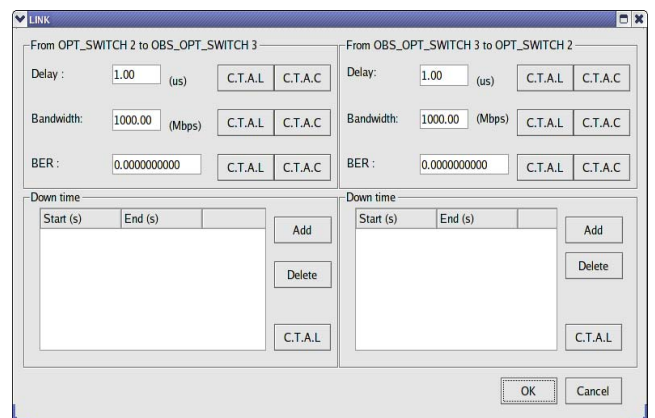 LINK
From OPT_SWITCH 2 to OBS_OPT_SWITCH 3
Delay : 1.00 (us) C.T.A.L C.T.A.C
Bandwidth: 1000.00 (Mbps) C.T.A.L C.T.A.C
BER : 0.0000000000 C.T.A.L C.T.A.C
Down time
Start (s) End (s)
Add
Delete
C.T.A.L
From OBS_OPT_SWITCH 3 to OPT_SWITCH 2
Delay: 1.00 (us) C.T.A.L C.T.A.C
Bandwidth: 1000.00 (Mbps) C.T.A.L C.T.A.C
BER : 0.0000000000 C.T.A.L C.T.A.C
Down time
Start (s) End (s)
Add
Delete
C.T.A.L
OK Cancel